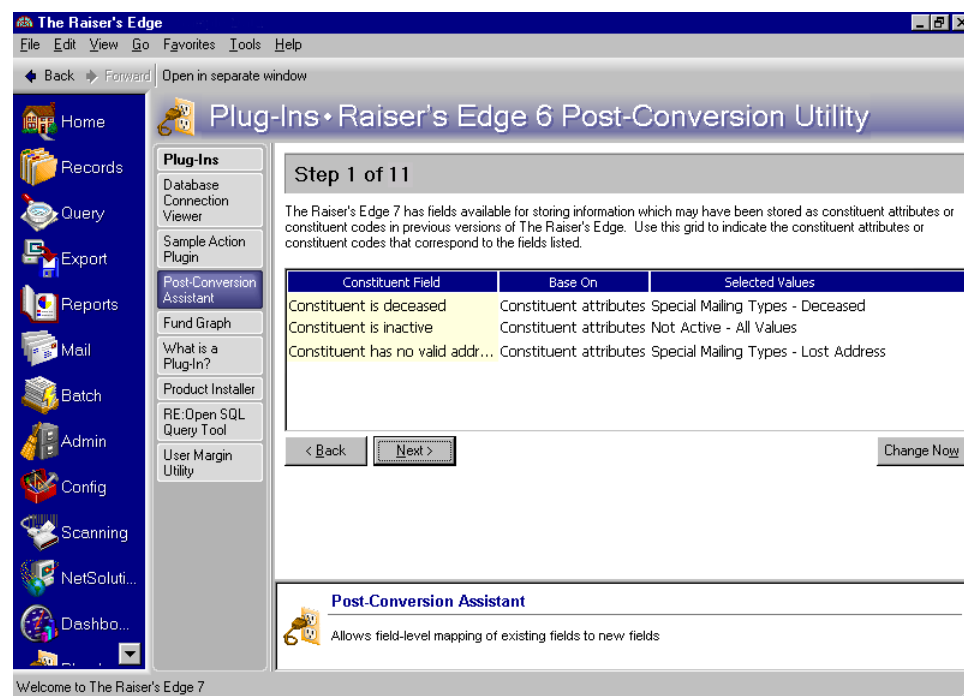 The Raiser's Edge
File Edit View Go Favorites Tools Help
Back Forward Open in separate window
Plug-Ins • Raiser's Edge 6 Post-Conversion Utility
Home
Records
Query
Export
Reports
Mail
Batch
Admin
Config
Scanning
NetSoluti...
Dashbo...
Plug-Ins
Database
Connection
Viewer
Sample Action
Plugin
Post-Conversion
Assistant
Fund Graph
What is a
Plug-In?
Product Installer
RE:Open SQL
Query Tool
User Margin
Utility
Step 1 of 11
The Raiser's Edge 7 has fields available for storing information which may have been stored as constituent attributes or
constituent codes in previous versions of The Raiser's Edge. Use this grid to indicate the constituent attributes or
constituent codes that correspond to the fields listed.
Constituent Field Base On Selected Values
Constituent is deceased Constituent attributes Special Mailing Types - Deceased
Constituent is inactive Constituent attributes Not Active - All Values
Constituent has no valid addr... Constituent attributes Special Mailing Types - Lost Address
< Back Next > Change Now
Post-Conversion Assistant
Allows field-level mapping of existing fields to new fields
Welcome to The Raiser's Edge 7